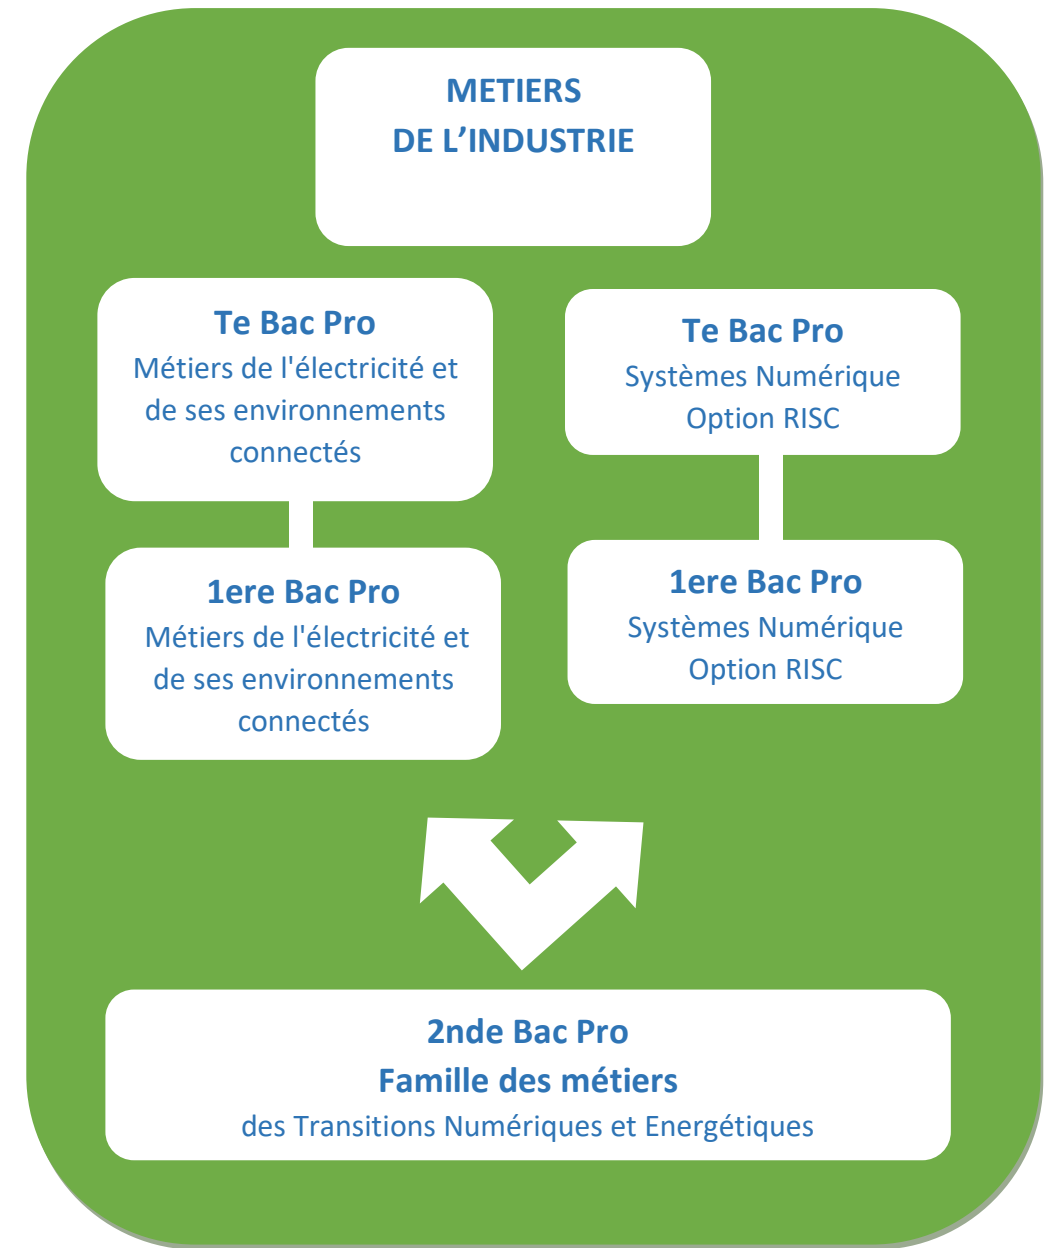 METIERS
DE L’INDUSTRIE
Te Bac Pro
Métiers de l'électricité et
de ses environnements
connectés
Te Bac Pro
Systèmes Numérique
Option RISC
1ere Bac Pro
Métiers de l'électricité et
de ses environnements
connectés
1ere Bac Pro
Systèmes Numérique
Option RISC
2nde Bac Pro
Famille des métiers
des Transitions Numériques et Energétiques